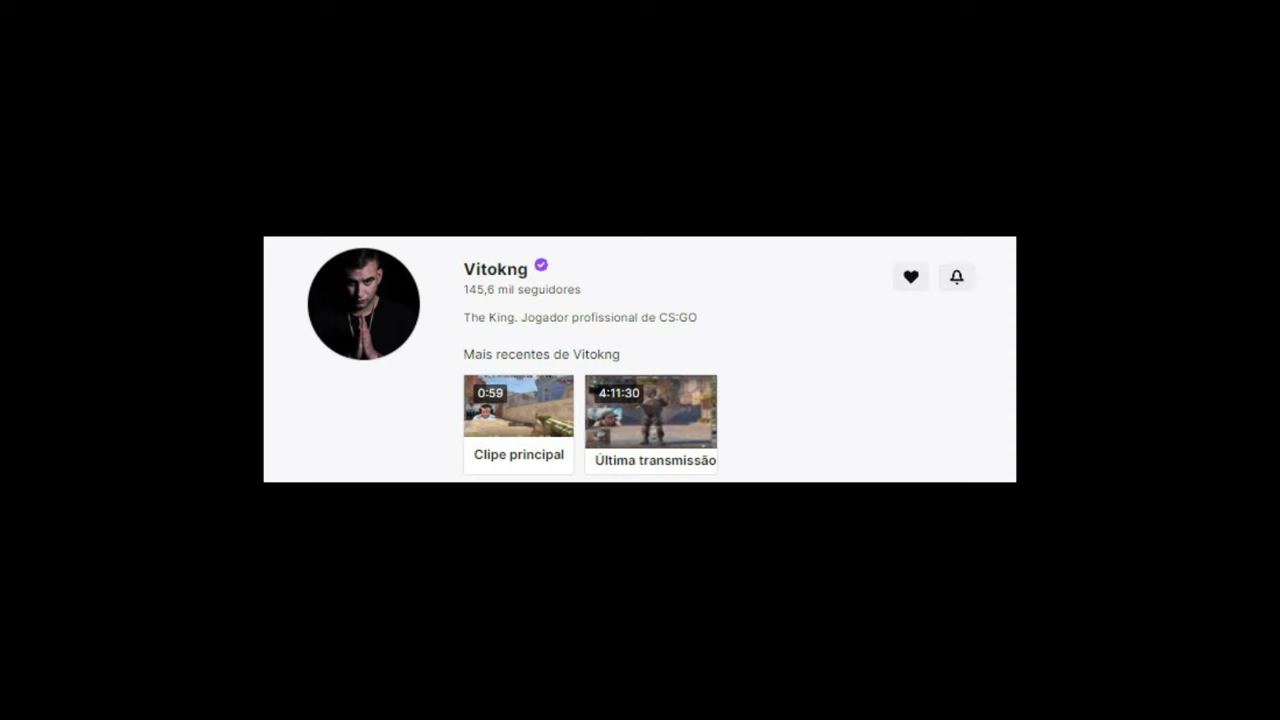 Vitokng
145,6 mil seguidores
The King. Jogador profissional de CS:GO
Mais recentes de Vitokng
0:59
4:11:30
Clipe principal
Última transmissão